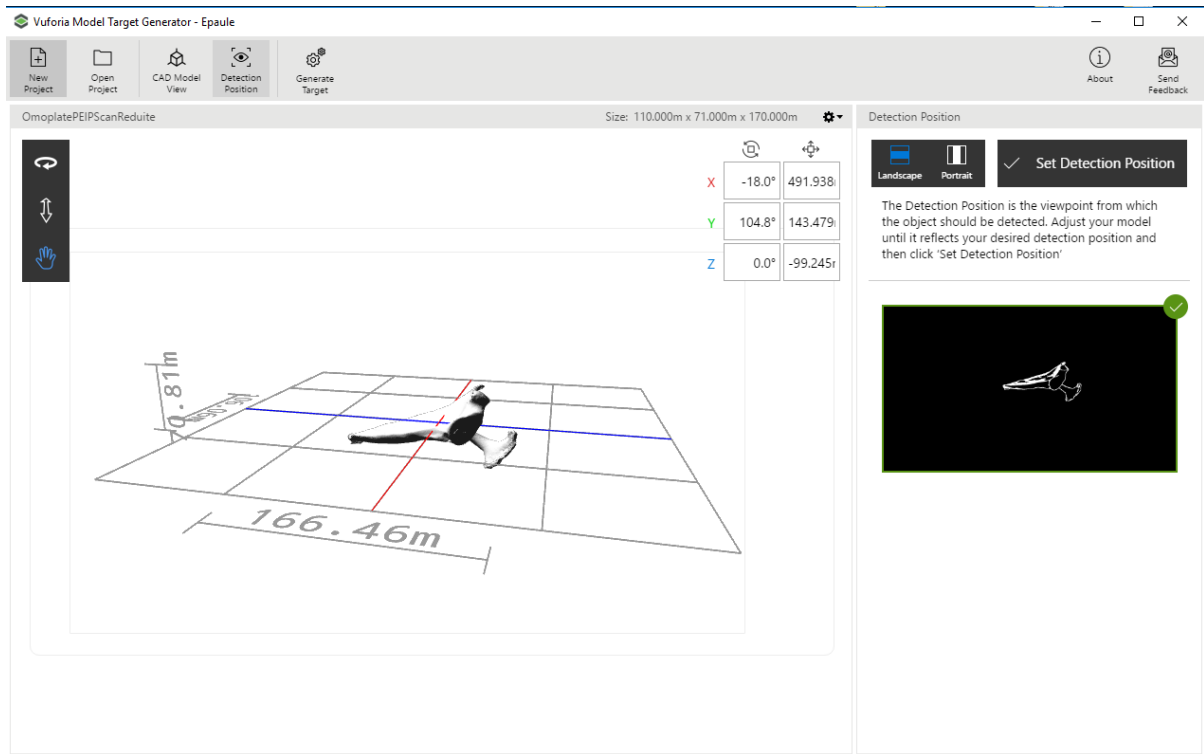 Vuforia Model Target Generator - Epaule
New
Project
Open
Project
CAD Model
View
Detection
Position
Generate
Target
About
Send
Feedback
OmoplatePEIPScanReduite
Size: 110.000m x 71.000m x 170.000m
Detection Position
X
-18.0°
491.938
Y
104.8°
143.479
Z
0.0°
-99.245
70.81m
166.46m
Landscape
Portrait
Set Detection Position
The Detection Position is the viewpoint from which
the object should be detected. Adjust your model
until it reflects your desired detection position and
then click 'Set Detection Position'